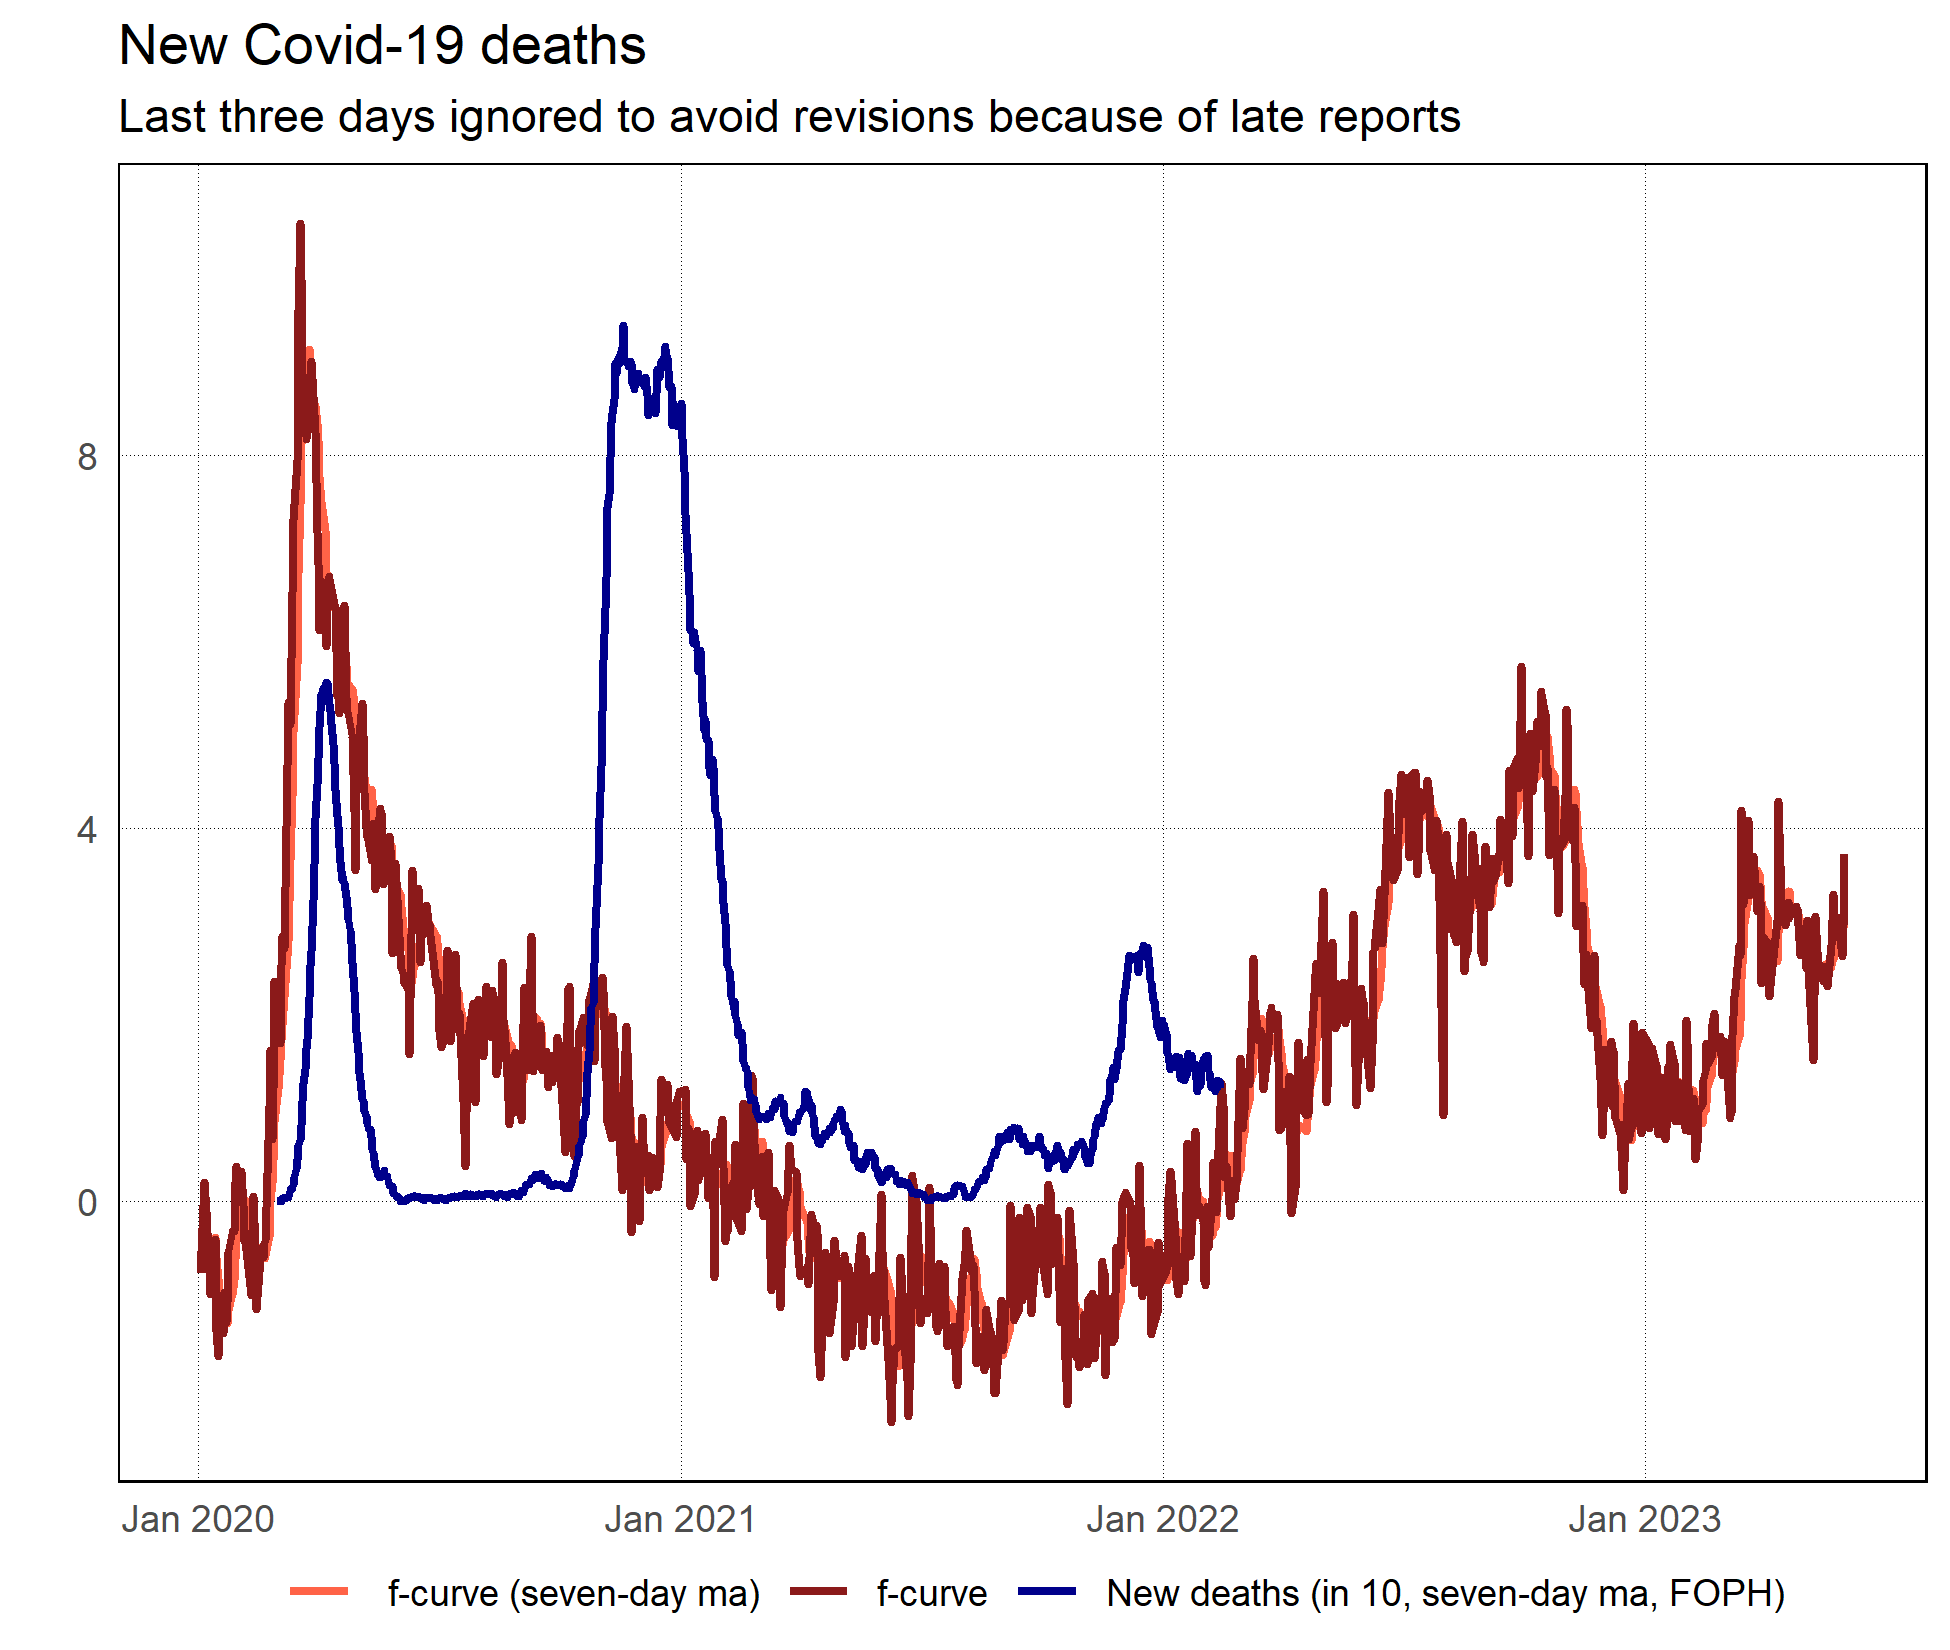 New Covid-19 deaths
Last three days ignored to avoid revisions because of late reports
8
4
0
Jan 2020 Jan 2021 Jan 2022 Jan 2023
f-curve (seven-day ma) f-curve New deaths (in 10, seven-day ma, FOPH)